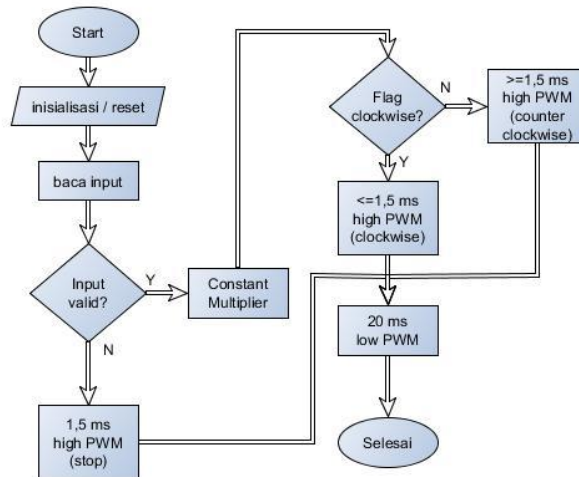 Start
inisialisasi / reset
baca input
Input
valid?
Y
N
Constant
Multiplier
1,5 ms
high PWM
(stop)
Flag
clockwise?
N
Y
>=1,5 ms
high PWM
(counter
clockwise)
<=1,5 ms
high PWM
(clockwise)
20 ms
low PWM
Selesai